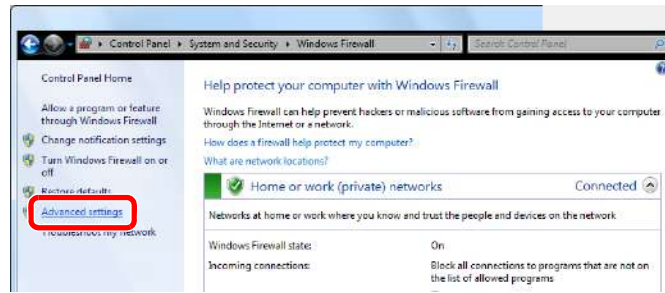 Control Panel ▸ System and Security ▸ Windows Firewall
Search Control Panel
Control Panel Home
Allow a program or feature
through Windows Firewall
Change notification settings
Turn Windows Firewall on or
off
Restore defaults
Advanced settings
Troubleshoot my network
Help protect your computer with Windows Firewall
Windows Firewall can help prevent hackers or malicious software from gaining access to your computer
through the Internet or a network.
How does a firewall help protect my computer?
What are network locations?
Home or work (private) networks Connected
Networks at home or work where you know and trust the people and devices on the network
Windows Firewall state: On
Incoming connections: Block all connections to programs that are not on
the list of allowed programs